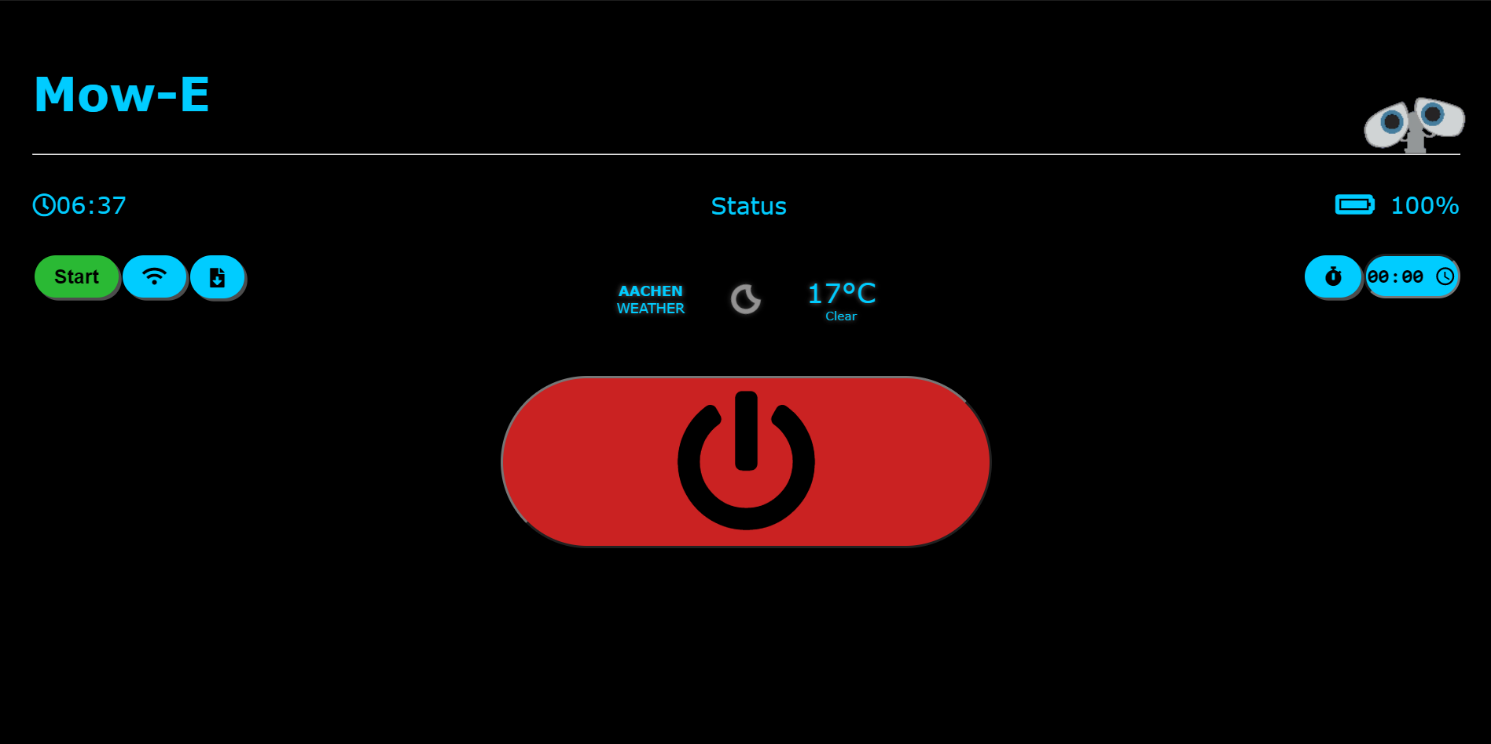 Mow-E
06:37
Status
100%
Start
00:00
AACHEN
WEATHER
17°C
Clear